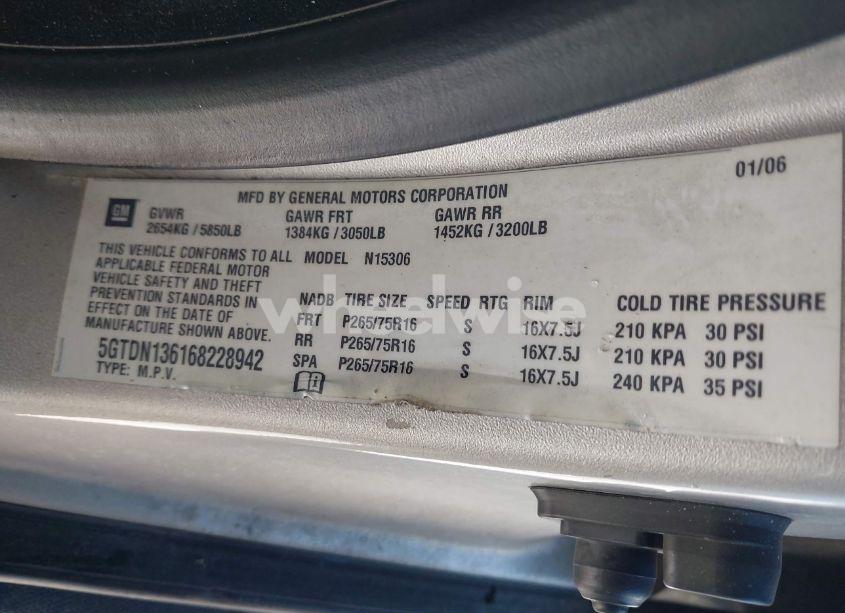 01/06
MFD BY GENERAL MOTORS CORPORATION
GM GVWR GAWR FRT GAWR RR
2654KG / 5850LB 1384KG / 3050LB 1452KG / 3200LB
THIS VEHICLE CONFORMS TO ALL MODEL N15306
APPLICABLE FEDERAL MOTOR
VEHICLE SAFETY AND THEFT
PREVENTION STANDARDS IN
EFFECT ON THE DATE OF
MANUFACTURE SHOWN ABOVE.
5GTDN136168228942
TYPE: M.P.V.
NADB TIRE SIZE SPEED RTG RIM COLD TIRE PRESSURE
FRT P265/75R16 S 16X7.5J 210 KPA 30 PSI
RR P265/75R16 S 16X7.5J 210 KPA 30 PSI
SPA P265/75R16 S 16X7.5J 240 KPA 35 PSI
wheelwise